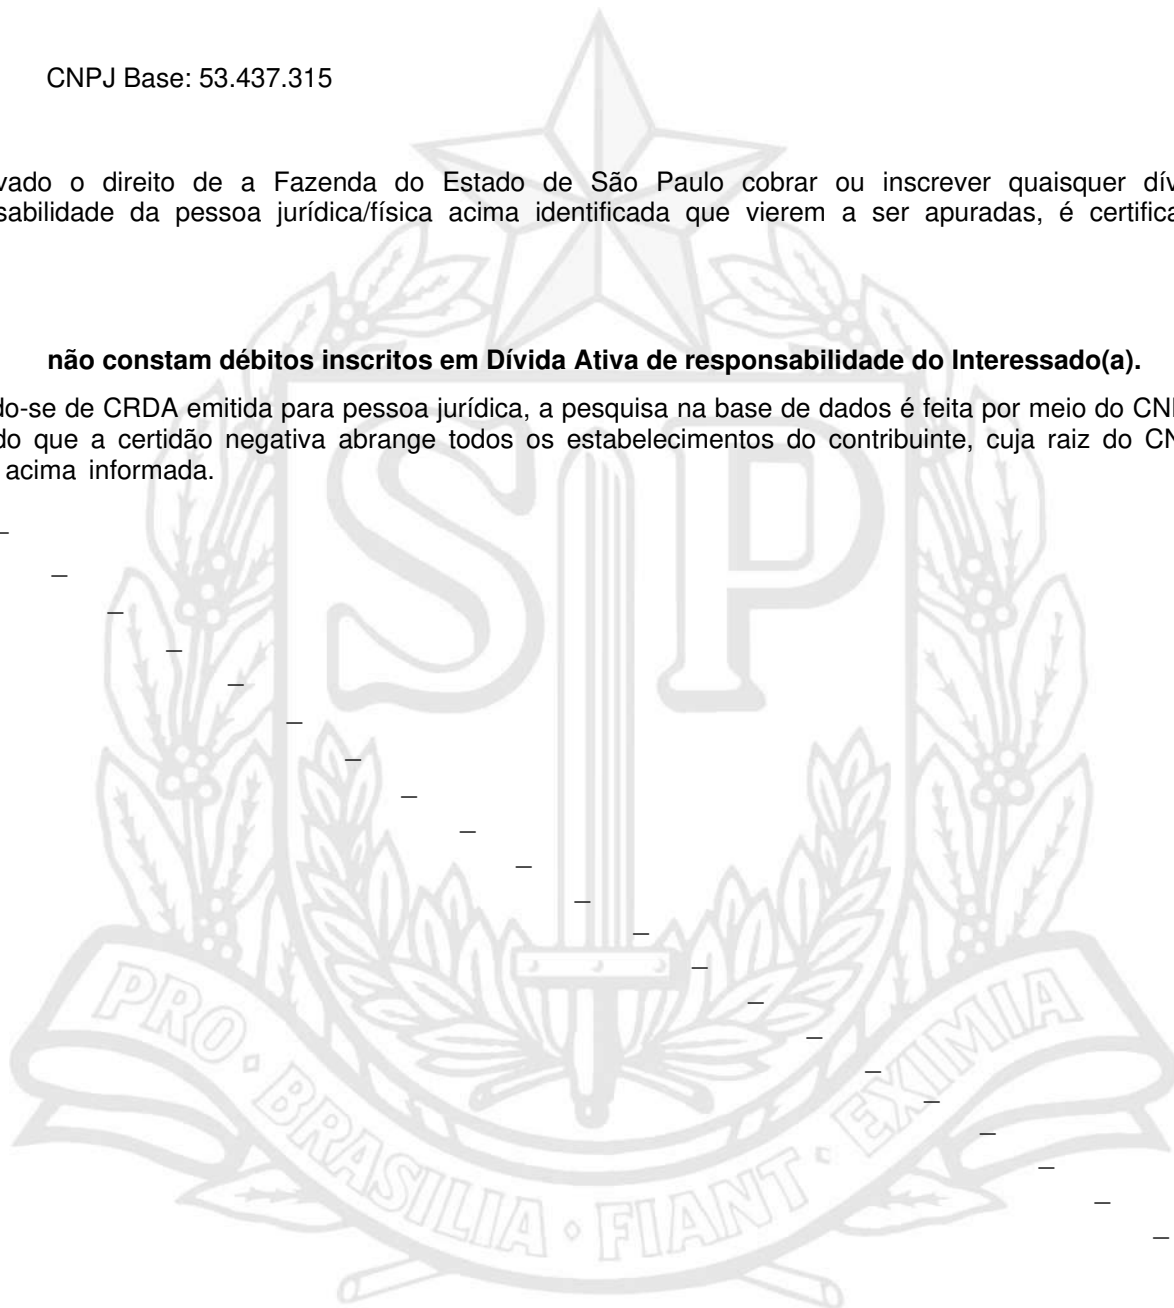 CNPJ Base: 53.437.315
vado o direito de a Fazenda do Estado de São Paulo cobrar ou inscrever quaisquer dív
sabilidade da pessoa jurídica/física acima identificada que vierem a ser apuradas, é certifica
não constam débitos inscritos em Dívida Ativa de responsabilidade do Interessado(a).
do-se de CRDA emitida para pessoa jurídica, a pesquisa na base de dados é feita por meio do CN
do que a certidão negativa abrange todos os estabelecimentos do contribuinte, cuja raiz do CN
acima informada.
SP
PRO • BRASILIA • FIANT • EXIMIA